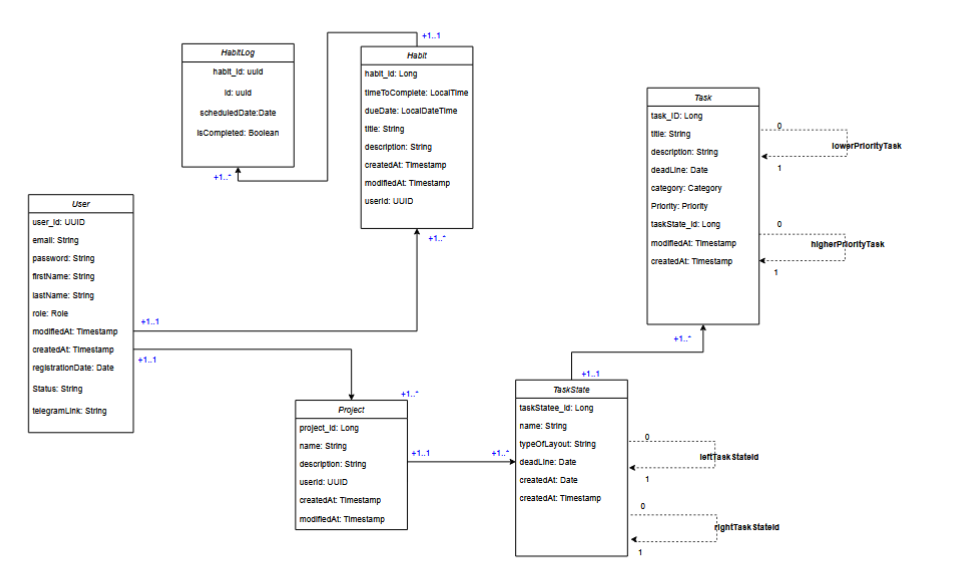 HabitLog
habit_Id: uuid
Id: uuid
scheduledDate:Date
IsCompleted: Boolean
+1..*
+1..1
Habit
habit_Id: Long
timeToComplete: LocalTime
dueDate: LocalDateTime
title: String
description: String
createdAt: Timestamp
modifiedAt: Timestamp
userId: UUID
+1..*
User
user_Id: UUID
email: String
password: String
firstName: String
lastName: String
role: Role
modifiedAt: Timestamp
createdAt: Timestamp
registrationDate: Date
Status: String
telegramLink: String
+1..1
+1..1
+1..*
Project
project_Id: Long
name: String
description: String
userId: UUID
createdAt: Timestamp
modifiedAt: Timestamp
+1..1
+1..*
Task
task_ID: Long
title: String
description: String
deadLine: Date
category: Category
Priority: Priority
taskState_Id: Long
modifiedAt: Timestamp
createdAt: Timestamp
0
lowerPriorityTask
1
0
higherPriorityTask
1
+1..*
+1..1
TaskState
taskStatee_Id: Long
name: String
typeOfLayout: String
deadLine: Date
createdAt: Date
createdAt: Timestamp
0
leftTaskStateId
1
0
rightTaskStateId
1